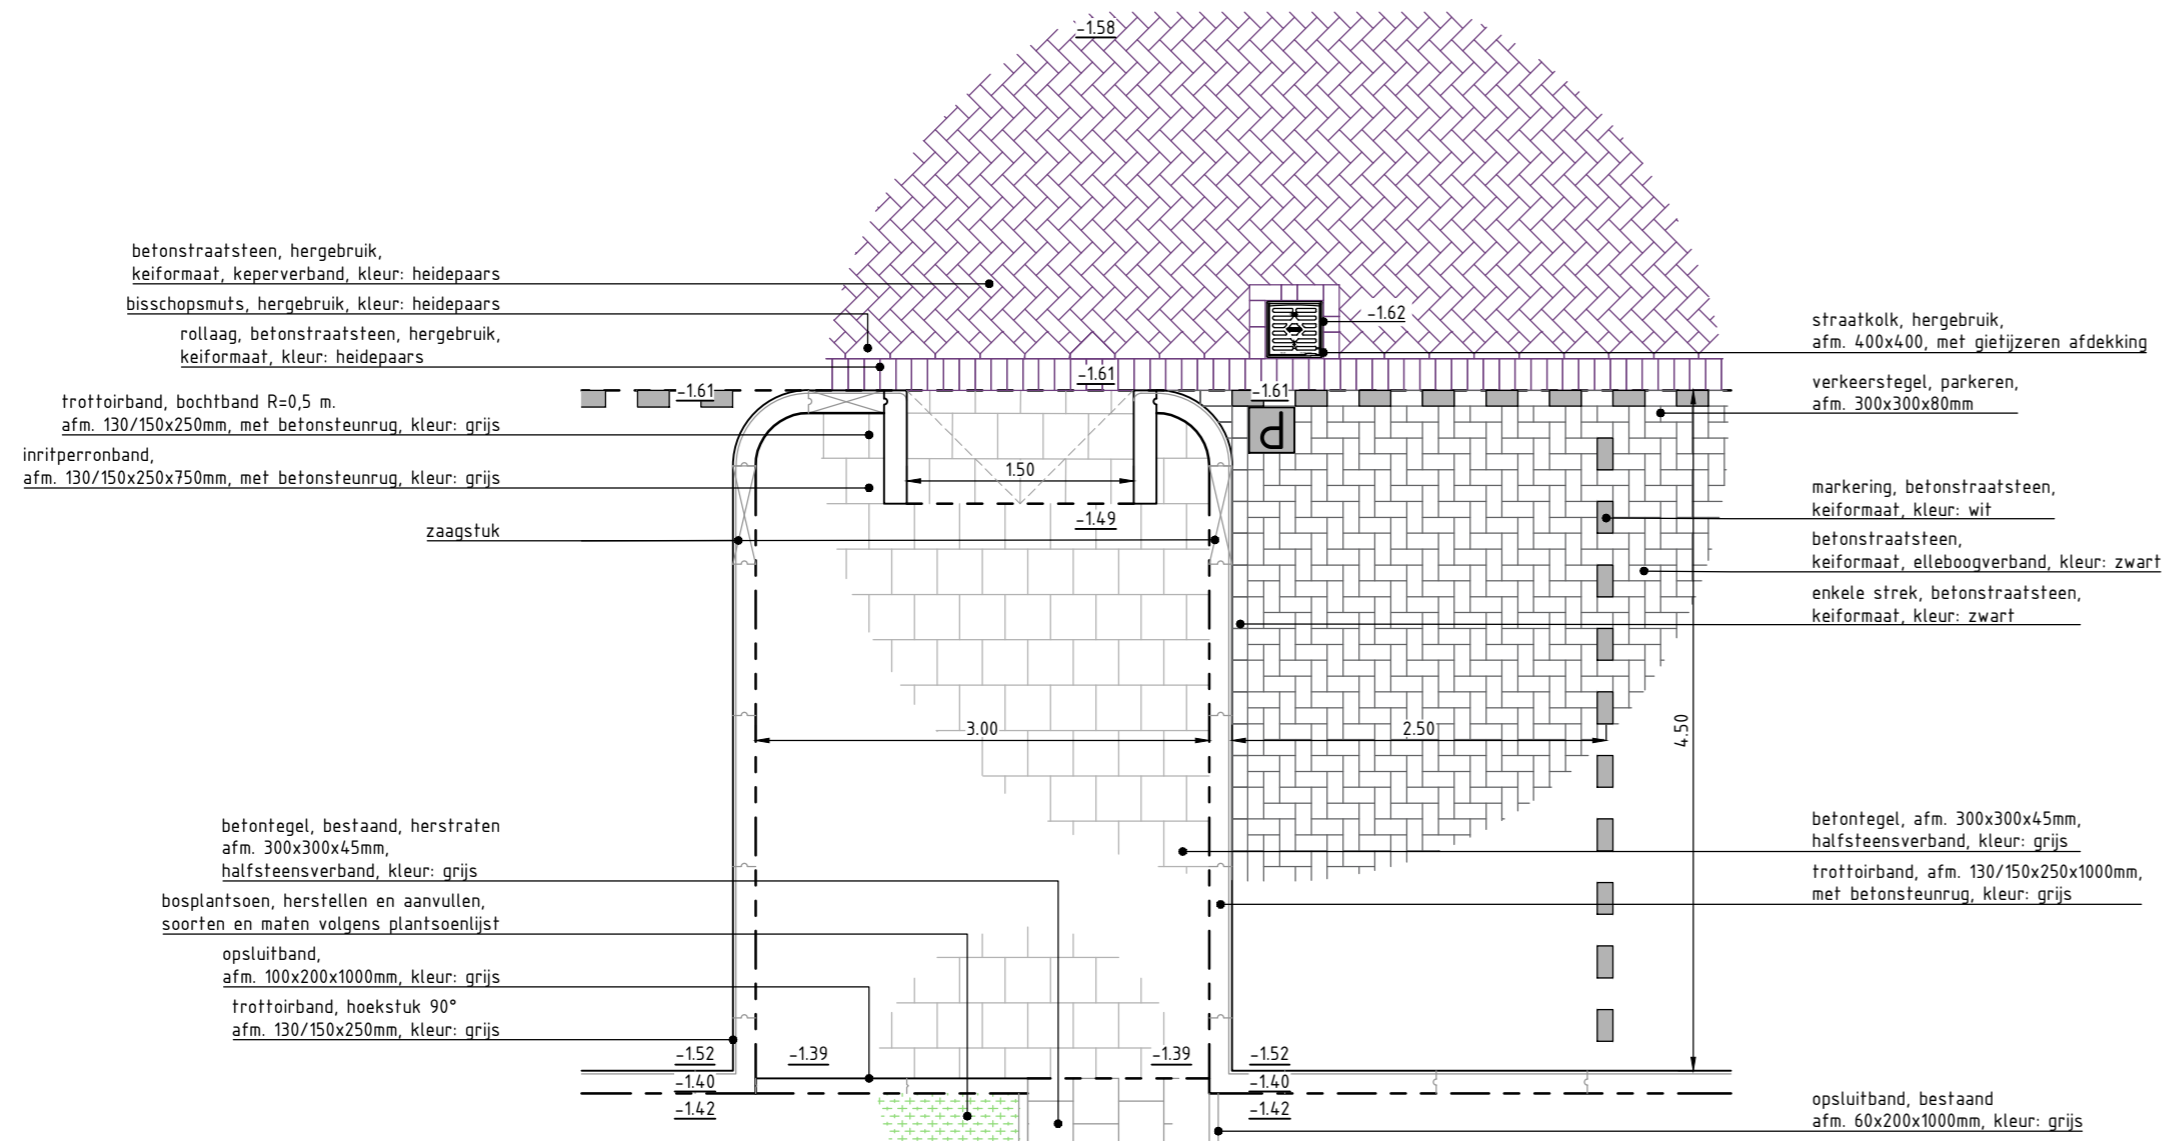 -1.58
betonstraatsteen, hergebruik,
keiformaat, keperverband, kleur: heidepaars
bisschopsmuts, hergebruik, kleur: heidepaars
rollaag, betonstraatsteen, hergebruik,
keiformaat, kleur: heidepaars
trottoirband, bochtband R=0,5 m.
afm. 130/150x250mm, met betonsteunrug, kleur: grijs
inritperronband,
afm. 130/150x250x750mm, met betonsteunrug, kleur: grijs
zaagstuk
betontegel, bestaand, herstraten
afm. 300x300x45mm,
halfsteensverband, kleur: grijs
bosplantsoen, herstellen en aanvullen,
soorten en maten volgens plantsoenlijst
opsluitband,
afm. 100x200x1000mm, kleur: grijs
trottoirband, hoekstuk 90°
afm. 130/150x250mm, kleur: grijs
-1.62
-1.61
-1.61
-1.61
P
1.50
-1.49
3.00
2.50
4.50
-1.52
-1.39
-1.39
-1.52
-1.40
-1.40
-1.42
-1.42
straatkolk, hergebruik,
afm. 400x400, met gietijzeren afdekking
verkeerstegel, parkeren,
afm. 300x300x80mm
markering, betonstraatsteen,
keiformaat, kleur: wit
betonstraatsteen,
keiformaat, elleboogverband, kleur: zwart
enkele strek, betonstraatsteen,
keiformaat, kleur: zwart
betontegel, afm. 300x300x45mm,
halfsteensverband, kleur: grijs
trottoirband, afm. 130/150x250x1000mm,
met betonsteunrug, kleur: grijs
opsluitband, bestaand
afm. 60x200x1000mm, kleur: grijs